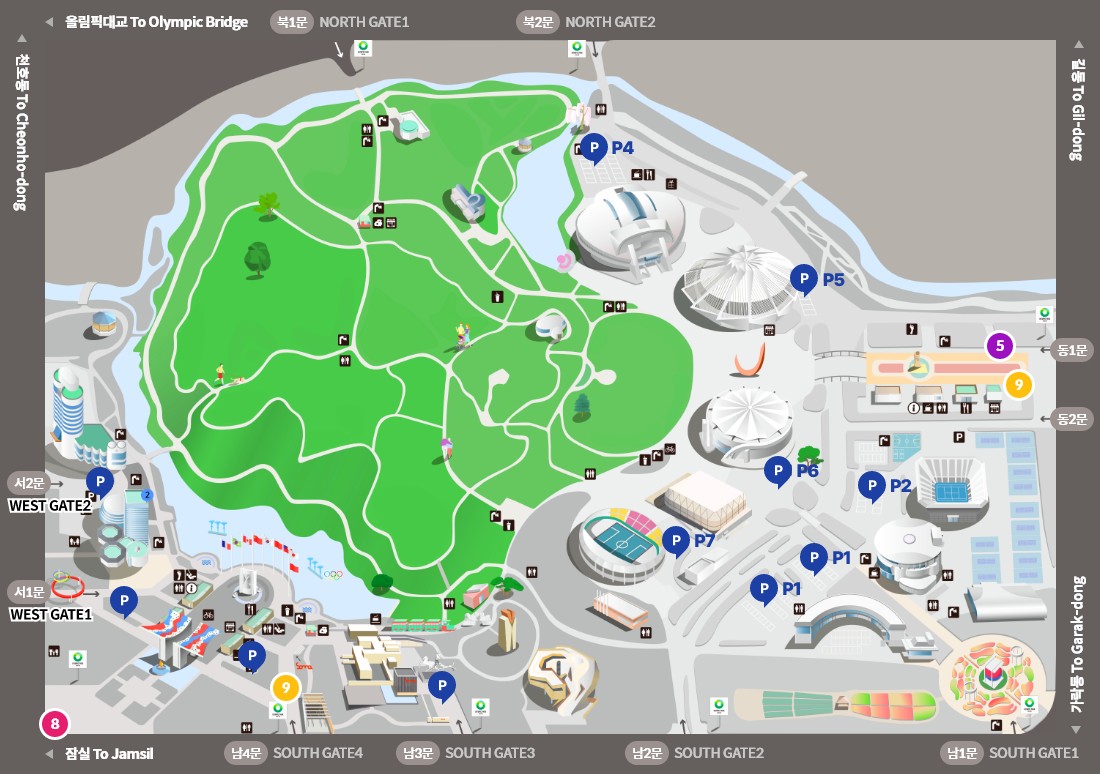 올림픽대교 To Olympic Bridge
북1문 NORTH GATE1
북2문 NORTH GATE2
천호동 To Cheonho-dong
길동 To Gil-dong
P P4
P P5
5
동1문
9
동2문
P
P P6
P P2
서2문
WEST GATE2
P
P
2
P P7
P P1
P P1
서1문
WEST GATE1
P
P
P
9
8
가락동 To Garak-dong
잠실 To Jamsil
남4문 SOUTH GATE4
남3문 SOUTH GATE3
남2문 SOUTH GATE2
남1문 SOUTH GATE1